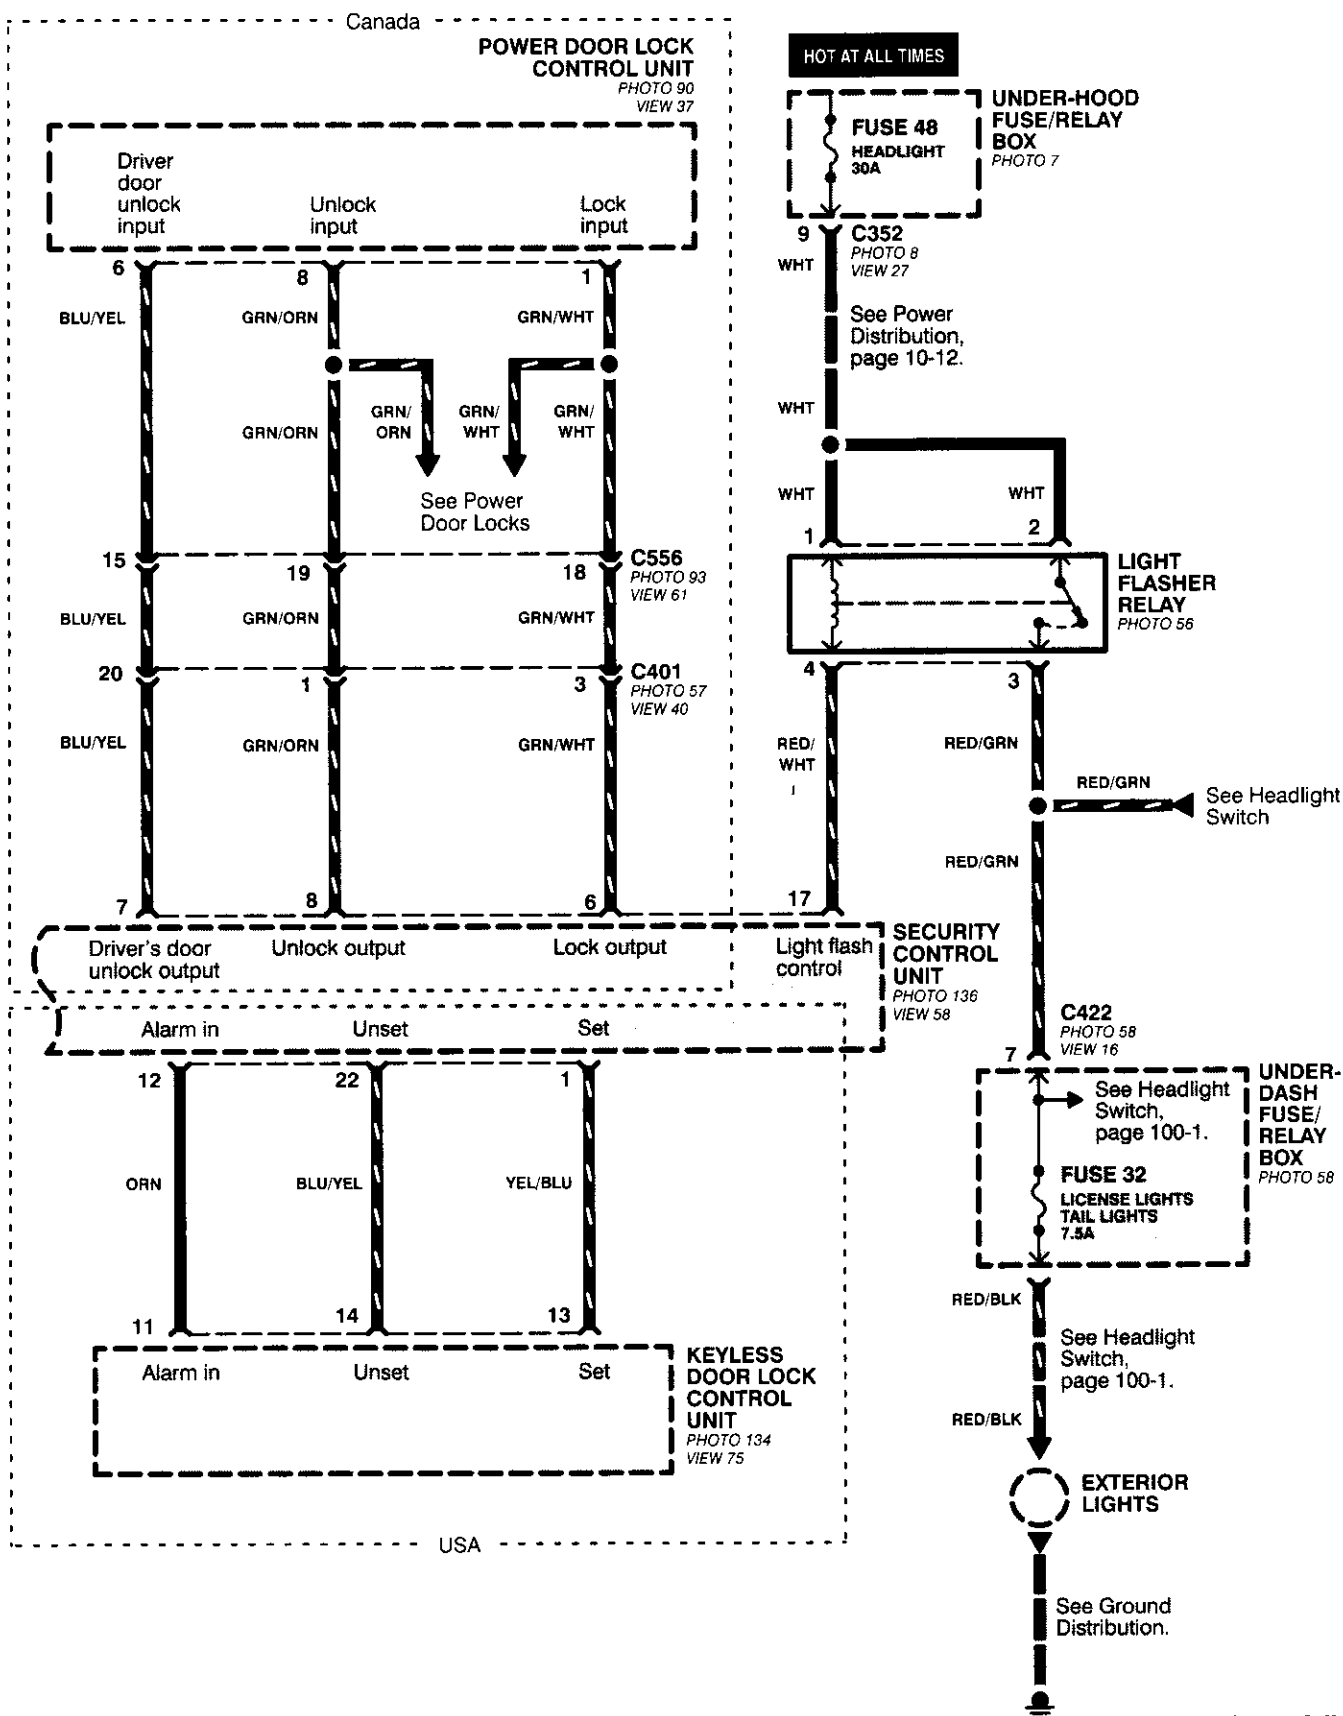 Canada
POWER DOOR LOCK
CONTROL UNIT
PHOTO 90
VIEW 37
Driver
door
unlock
input
Unlock
input
Lock
input
6
8
1
BLU/YEL
GRN/ORN
GRN/WHT
GRN/ORN
GRN/
ORN
GRN/
WHT
GRN/
WHT
See Power
Door Locks
15
19
18
C556
PHOTO 93
VIEW 61
BLU/YEL
GRN/ORN
GRN/WHT
20
1
3
C401
PHOTO 57
VIEW 40
BLU/YEL
GRN/ORN
GRN/WHT
7
8
6
17
Driver's door
unlock output
Unlock output
Lock output
Light flash
control
SECURITY
CONTROL
UNIT
PHOTO 136
VIEW 58
Alarm in
Unset
Set
12
22
1
ORN
BLU/YEL
YEL/BLU
11
14
13
Alarm in
Unset
Set
KEYLESS
DOOR LOCK
CONTROL
UNIT
PHOTO 134
VIEW 75
USA
HOT AT ALL TIMES
FUSE 48
HEADLIGHT
30A
UNDER-HOOD
FUSE/RELAY
BOX
PHOTO 7
9
C352
PHOTO 8
VIEW 27
WHT
See Power
Distribution,
page 10-12.
WHT
WHT
WHT
1
2
LIGHT
FLASHER
RELAY
PHOTO 56
4
3
RED/
WHT
RED/GRN
RED/GRN
See Headlight
Switch
RED/GRN
C422
PHOTO 58
VIEW 16
7
See Headlight
Switch,
page 100-1.
FUSE 32
LICENSE LIGHTS
TAIL LIGHTS
7.5A
UNDER-
DASH
FUSE/
RELAY
BOX
PHOTO 58
RED/BLK
See Headlight
Switch,
page 100-1.
RED/BLK
EXTERIOR
LIGHTS
See Ground
Distribution.